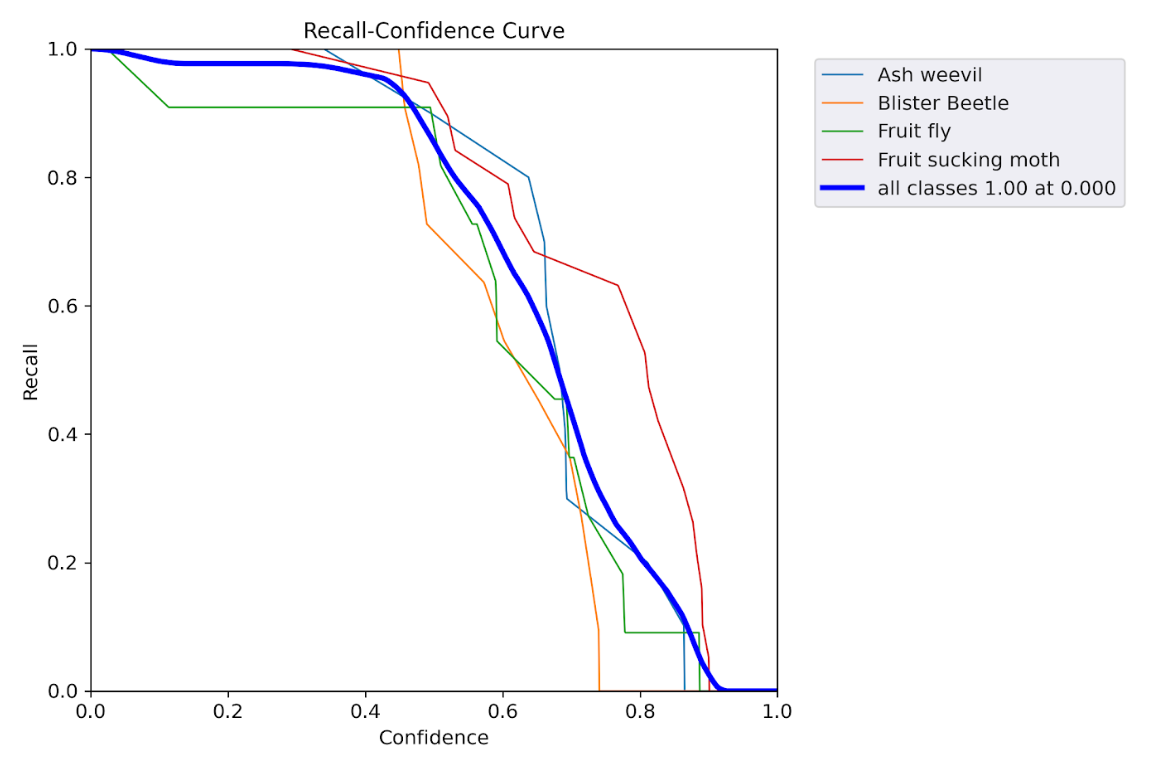 Recall-Confidence Curve
1.0
0.8
0.6
0.4
0.2
0.0
Recall
0.0 0.2 0.4 0.6 0.8 1.0
Confidence
Ash weevil
Blister Beetle
Fruit fly
Fruit sucking moth
all classes 1.00 at 0.000